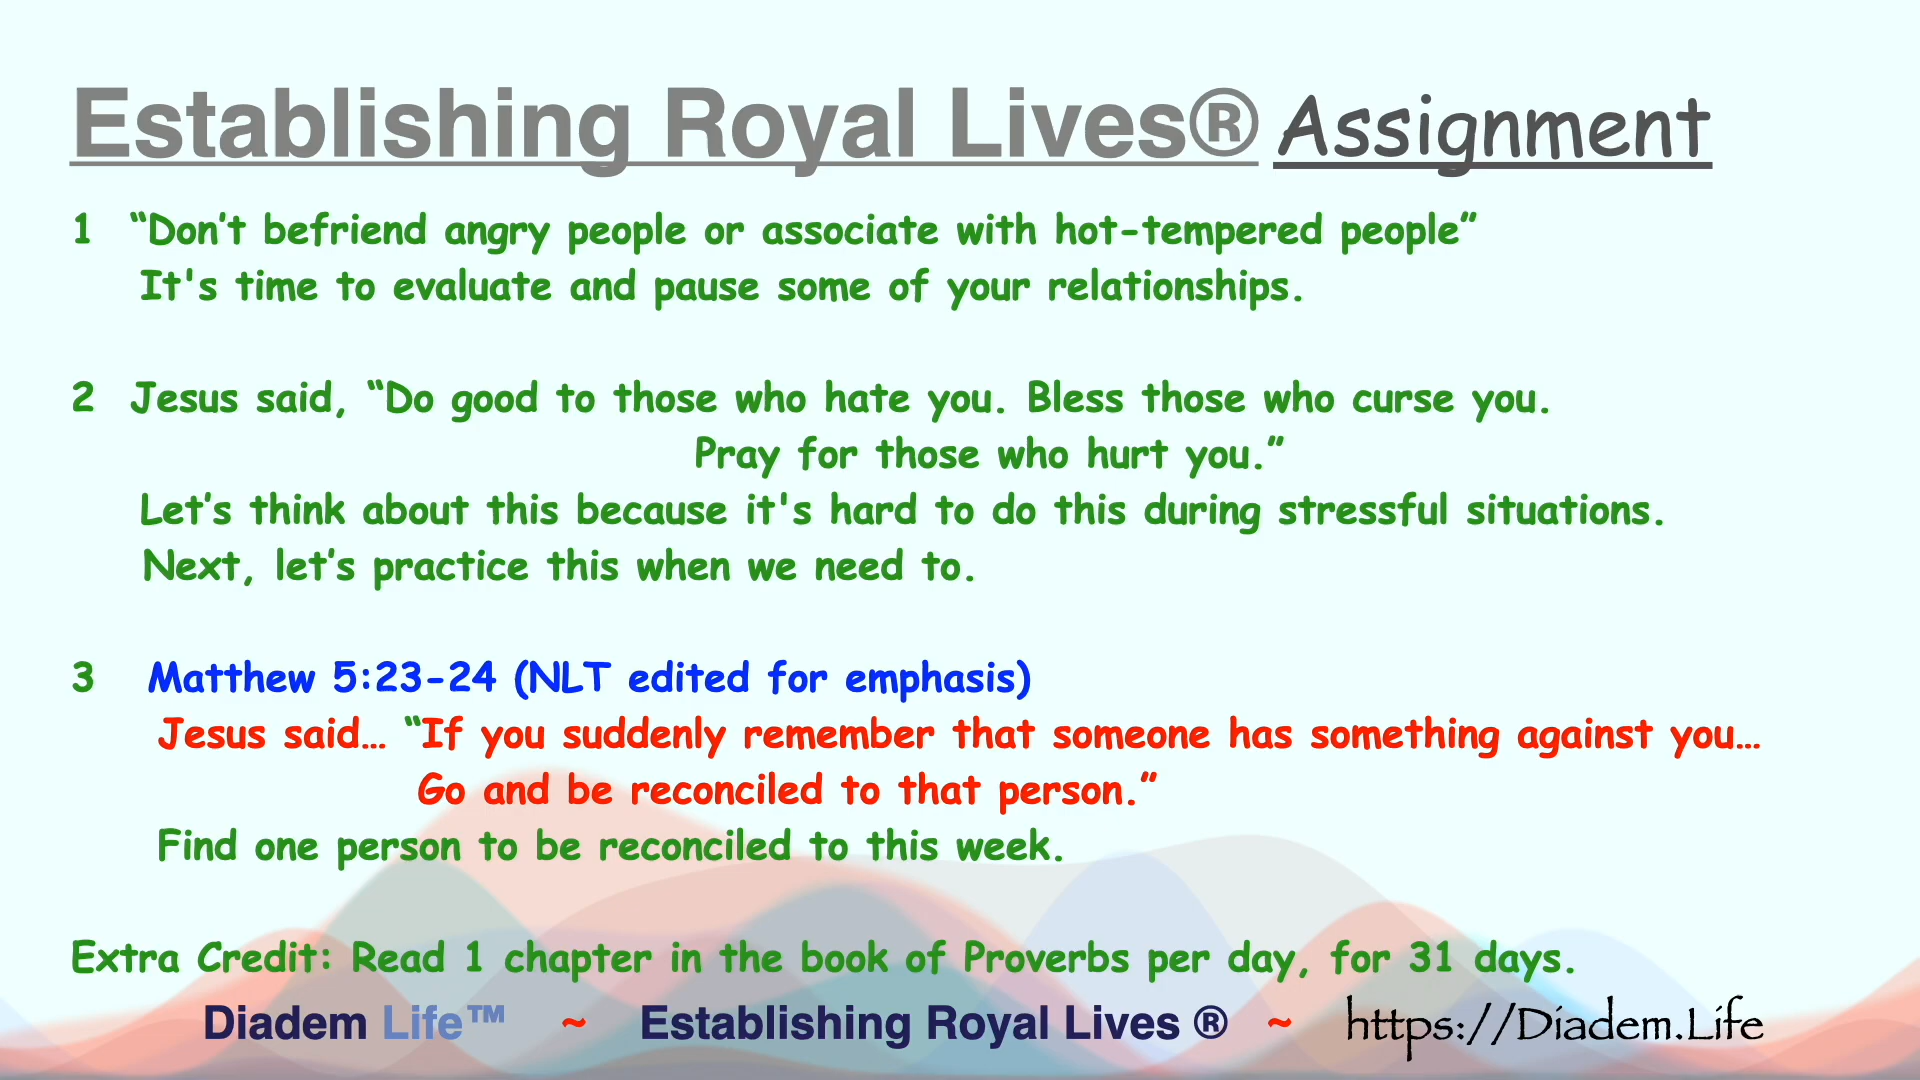 Establishing Royal Lives® Assignment
1 “Don’t befriend angry people or associate with hot-tempered people”
It's time to evaluate and pause some of your relationships.
2 Jesus said, “Do good to those who hate you. Bless those who curse you.
Pray for those who hurt you.”
Let’s think about this because it's hard to do this during stressful situations.
Next, let’s practice this when we need to.
3 Matthew 5:23-24 (NLT edited for emphasis)
Jesus said… “If you suddenly remember that someone has something against you…
Go and be reconciled to that person.”
Find one person to be reconciled to this week.
Extra Credit: Read 1 chapter in the book of Proverbs per day, for 31 days.
Diadem Life™ ~ Establishing Royal Lives ® ~ https://Diadem.Life